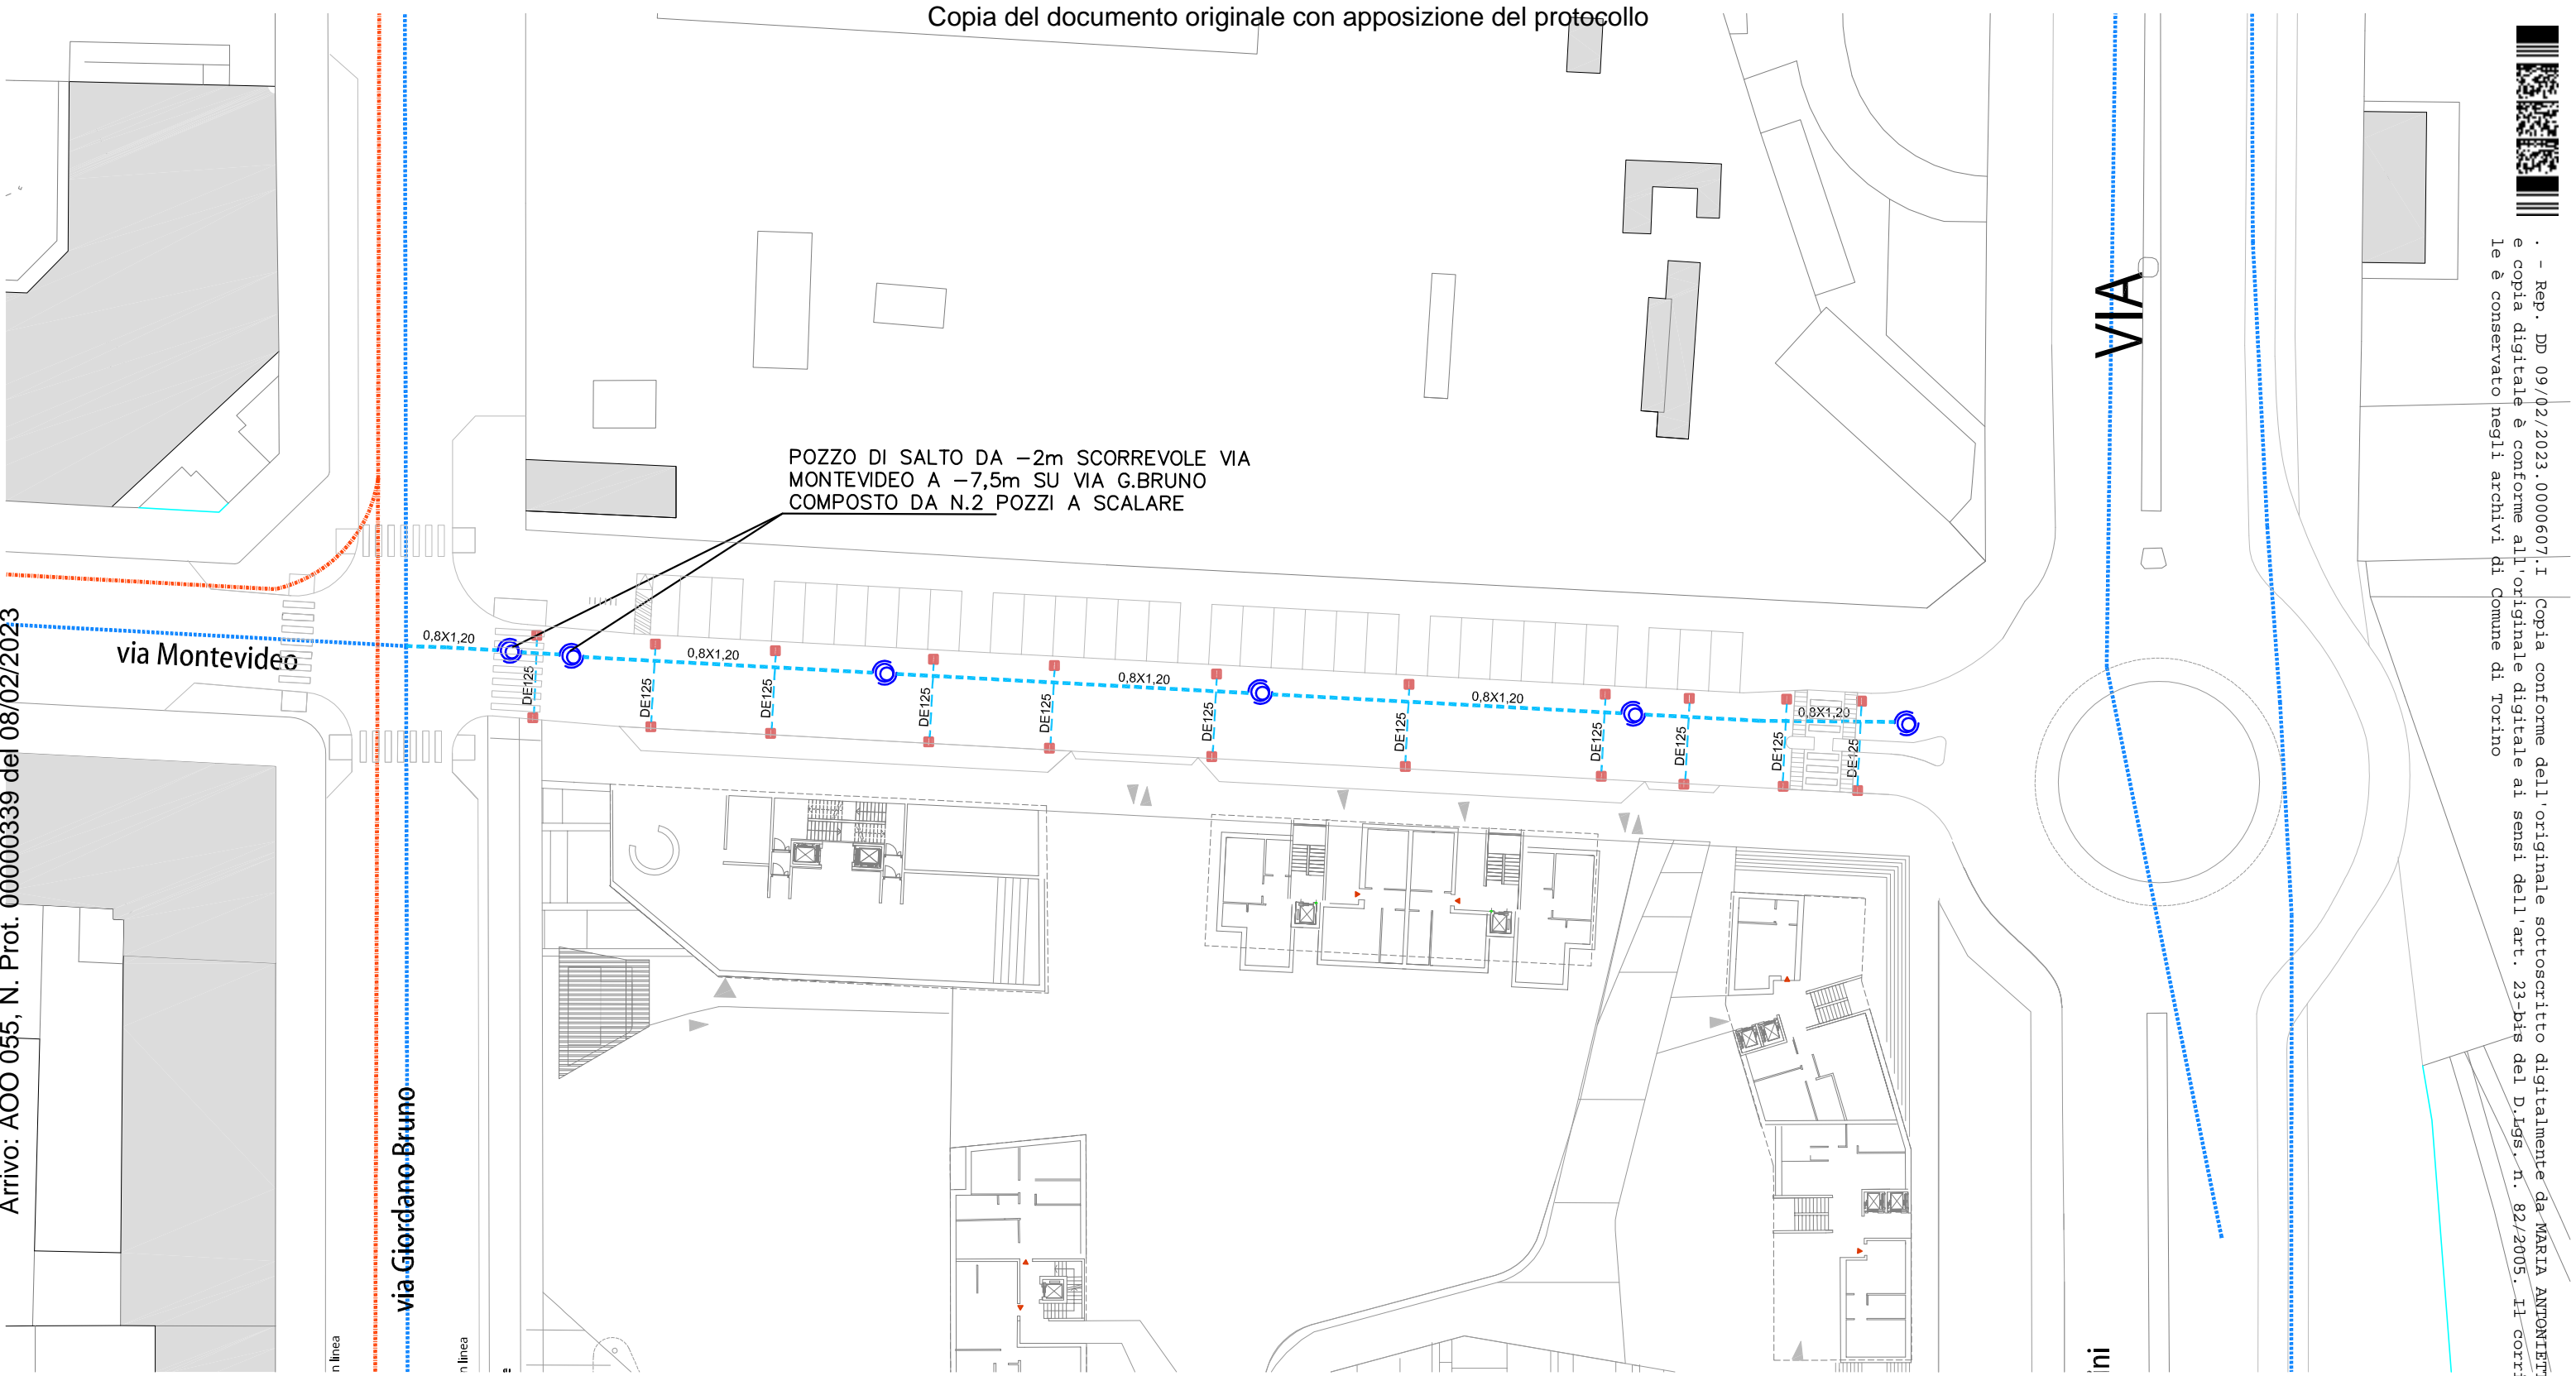 Copia del documento originale con apposizione del protocollo
POZZO DI SALTO DA -2m SCORREVOLE VIA
MONTEVIDEO A -7,5m SU VIA G.BRUNO
COMPOSTO DA N.2 POZZI A SCALARE
0,8X1,20
0,8X1,20
0,8X1,20
0,8X1,20
0,8X1,20
via Montevideo
DE125
DE125
DE125
DE125
DE125
DE125
DE125
DE125
DE125
DE125
DE125
via Giordano Bruno
VIA
ni
n linea
n linea
Arrivo: AOO 055, N. Prot. 00000339 del 08/02/2023
. - Rep. DD 09/02/2023.0000607.I Copia conforme dell'originale sottoscritto digitalmente da MARIA ANTONIET
e copia digitale è conforme all'originale digitale ai sensi dell'art. 23-bis del D.Lgs. n. 82/2005. Il corr
le è conservato negli archivi di Comune di Torino